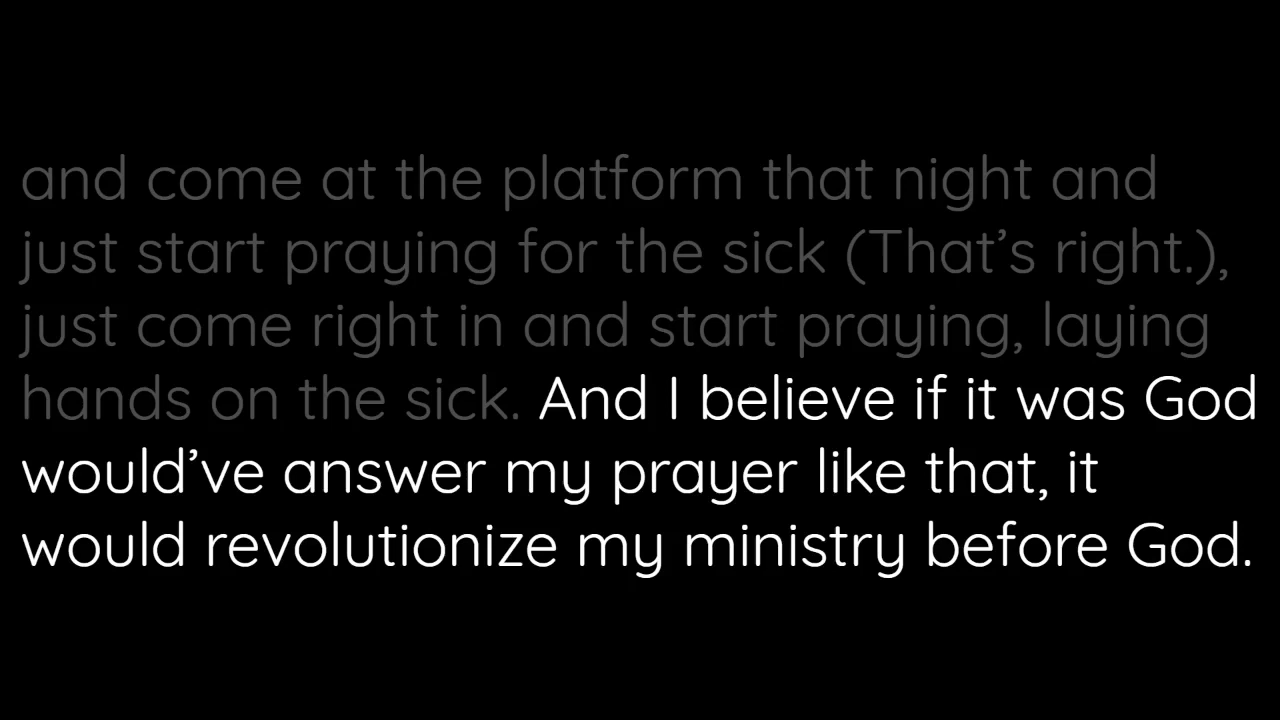 and come at the platform that night and
just start praying for the sick (That’s right.),
just come right in and start praying, laying
hands on the sick. And I believe if it was God
would’ve answer my prayer like that, it
would revolutionize my ministry before God.